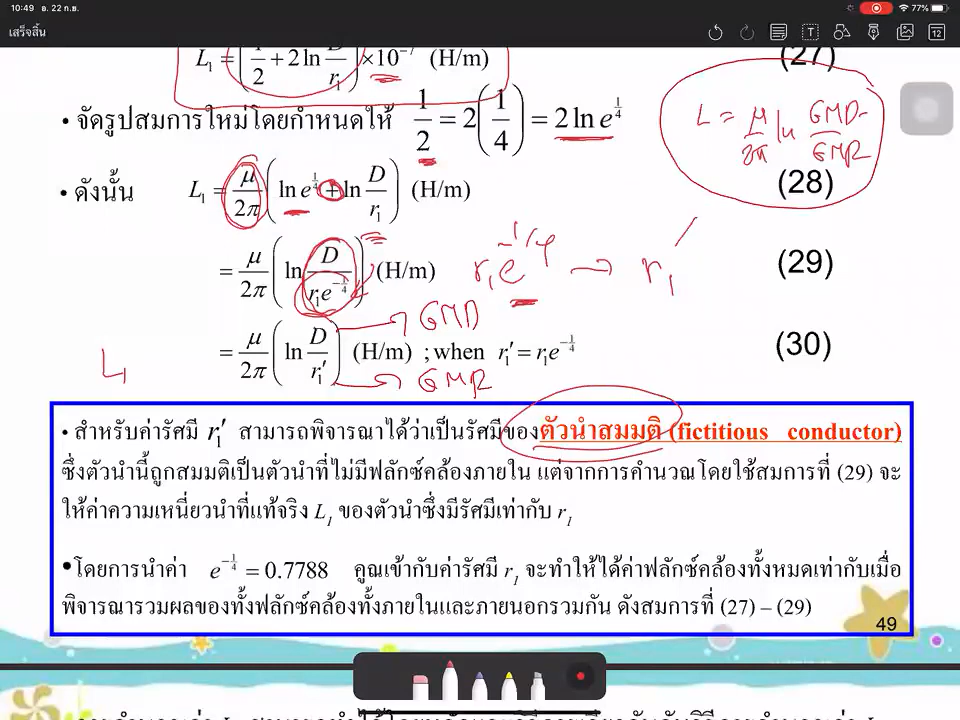 10:49 อ. 22 ก.ย.
77%
เสร็จสิ้น
L₁ = [1/2 + 2 ln D/r₁] × 10⁻⁷ (H/m) (27)
• จัดรูปสมการใหม่โดยกำหนดให้ 1/2 = 2(1/4) = 2 ln e^(1/4)
L = μ/2π ln GMD/GMR
• ดังนั้น L₁ = μ/2π (ln e^(1/4) + ln D/r₁) (H/m) (28)
= μ/2π (ln D/(r₁e^(-1/4))) (H/m) r₁e^(-1/4) → r₁′ (29)
GMD
= μ/2π (ln D/r₁′) (H/m) ;when r₁′ = r₁e^(-1/4) (30)
L₁ GMR
• สำหรับค่ารัศมี r₁′ สามารถพิจารณาได้ว่าเป็นรัศมีของตัวนำสมมติ (fictitious conductor)
ซึ่งตัวนำนี้ถูกสมมติเป็นตัวนำที่ไม่มีฟลักซ์คล้องภายใน แต่จากการคำนวณโดยใช้สมการที่ (29) จะ
ให้ค่าความเหนี่ยวนำที่แท้จริง L₁ ของตัวนำซึ่งมีรัศมีเท่ากับ r₁
•โดยการนำค่า e^(-1/4) = 0.7788 คูณเข้ากับค่ารัศมี r₁ จะทำให้ได้ค่าฟลักซ์คล้องทั้งหมดเท่ากับเมื่อ
พิจารณารวมผลของทั้งฟลักซ์คล้องทั้งภายในและภายนอกรวมกัน ดังสมการที่ (27) – (29)
49